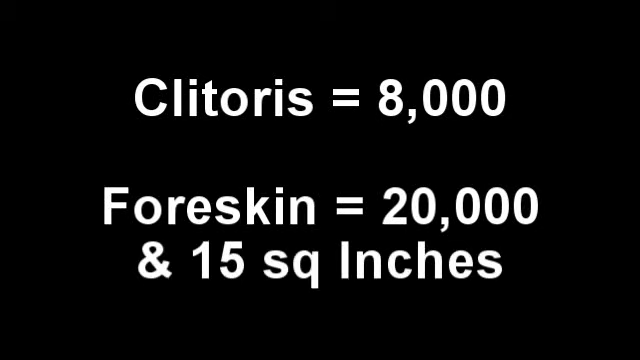 Clitoris = 8,000
Foreskin = 20,000
& 15 sq Inches